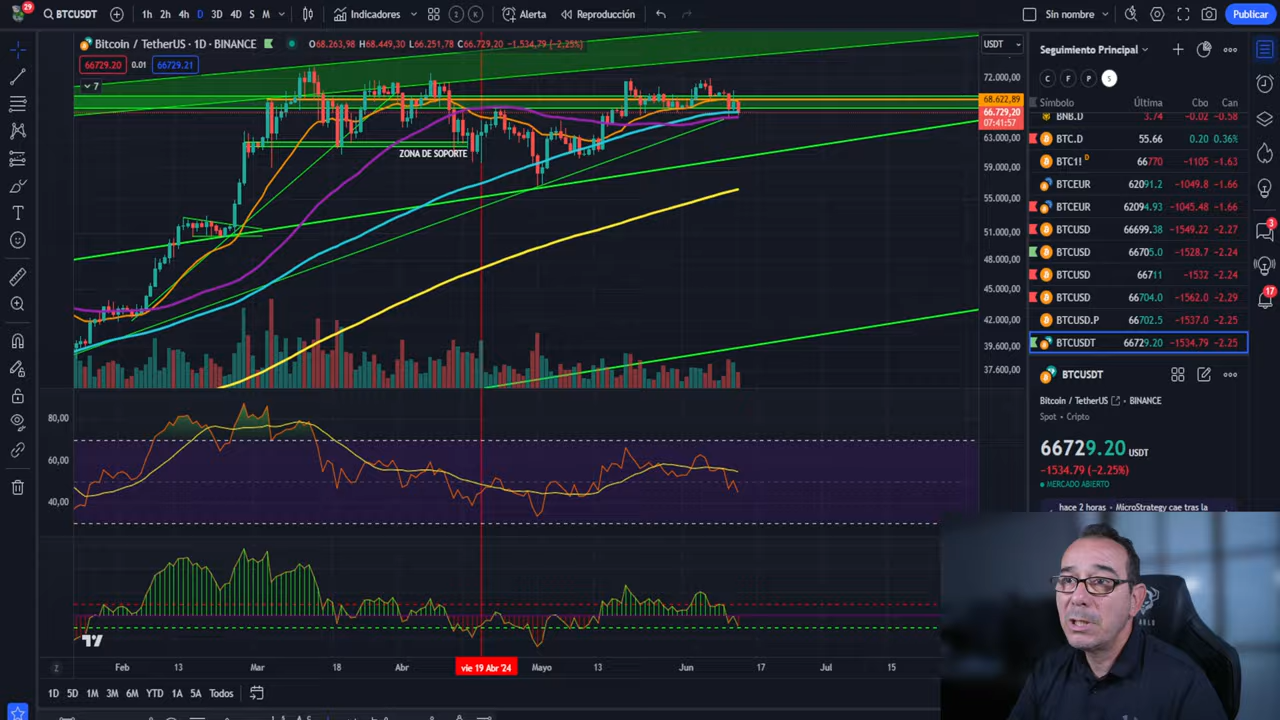 29
BTCUSDT
1h 2h 4h D 3D 4D S M
Indicadores
2 K
Alerta
Reproducción
Sin nombre
Publicar
Bitcoin / TetherUS · 1D · BINANCE
O68.263,98 H68.449,30 L66.251,78 C66.729,20 −1.534,79 (−2,25%)
66729.20 0.01 66729.21
7
ZONA DE SOPORTE
USDT
72.000,00
68.622,89
66.729,20
07:41:57
63.000,00
59.000,00
55.000,00
51.000,00
48.000,00
45.000,00
42.000,00
39.600,00
37.600,00
80,00
60,00
40,00
Feb 13 Mar 18 Abr vie 19 Abr '24 Mayo 13 Jun 17 Jul 15
Z
1D 5D 1M 3M 6M YTD 1A 5A Todos
Seguimiento Principal
C F P S
Símbolo Última Cbo Can
BNB.D 3.74 −0.02 −0.58
BTC.D 55.66 0.20 0.36%
BTC1! D 66770 −1105 −1.63
BTCEUR 62091.2 −1049.8 −1.66
BTCEUR 62094.93 −1045.48 −1.66
BTCUSD 66699.38 −1549.22 −2.27
BTCUSD 66705.0 −1528.7 −2.24
BTCUSD 66711 −1532 −2.24
BTCUSD 66704.0 −1562.0 −2.29
BTCUSD.P 66702.5 −1537.0 −2.25
BTCUSDT 66729.20 −1534.79 −2.25
BTCUSDT
Bitcoin / TetherUS · BINANCE
Spot · Cripto
66729.20 USDT
−1534.79 (−2.25%)
MERCADO ABIERTO
hace 2 horas · MicroStrategy cae tras la
3
17